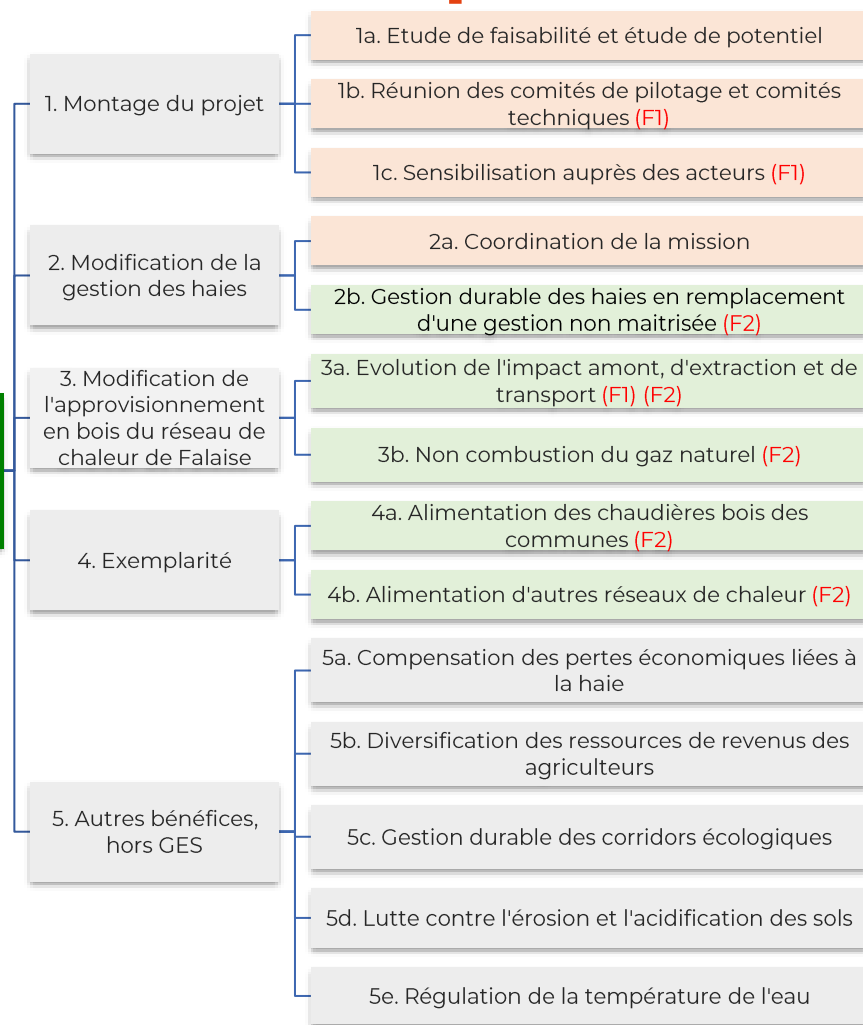 1. Montage du projet
1a. Etude de faisabilité et étude de potentiel
1b. Réunion des comités de pilotage et comités
techniques (F1)
1c. Sensibilisation auprès des acteurs (F1)
2. Modification de la
gestion des haies
2a. Coordination de la mission
2b. Gestion durable des haies en remplacement
d'une gestion non maitrisée (F2)
3. Modification de
l'approvisionnement
en bois du réseau de
chaleur de Falaise
3a. Evolution de l'impact amont, d'extraction et de
transport (F1) (F2)
3b. Non combustion du gaz naturel (F2)
4. Exemplarité
4a. Alimentation des chaudières bois des
communes (F2)
4b. Alimentation d'autres réseaux de chaleur (F2)
5. Autres bénéfices,
hors GES
5a. Compensation des pertes économiques liées à
la haie
5b. Diversification des ressources de revenus des
agriculteurs
5c. Gestion durable des corridors écologiques
5d. Lutte contre l'érosion et l'acidification des sols
5e. Régulation de la température de l'eau